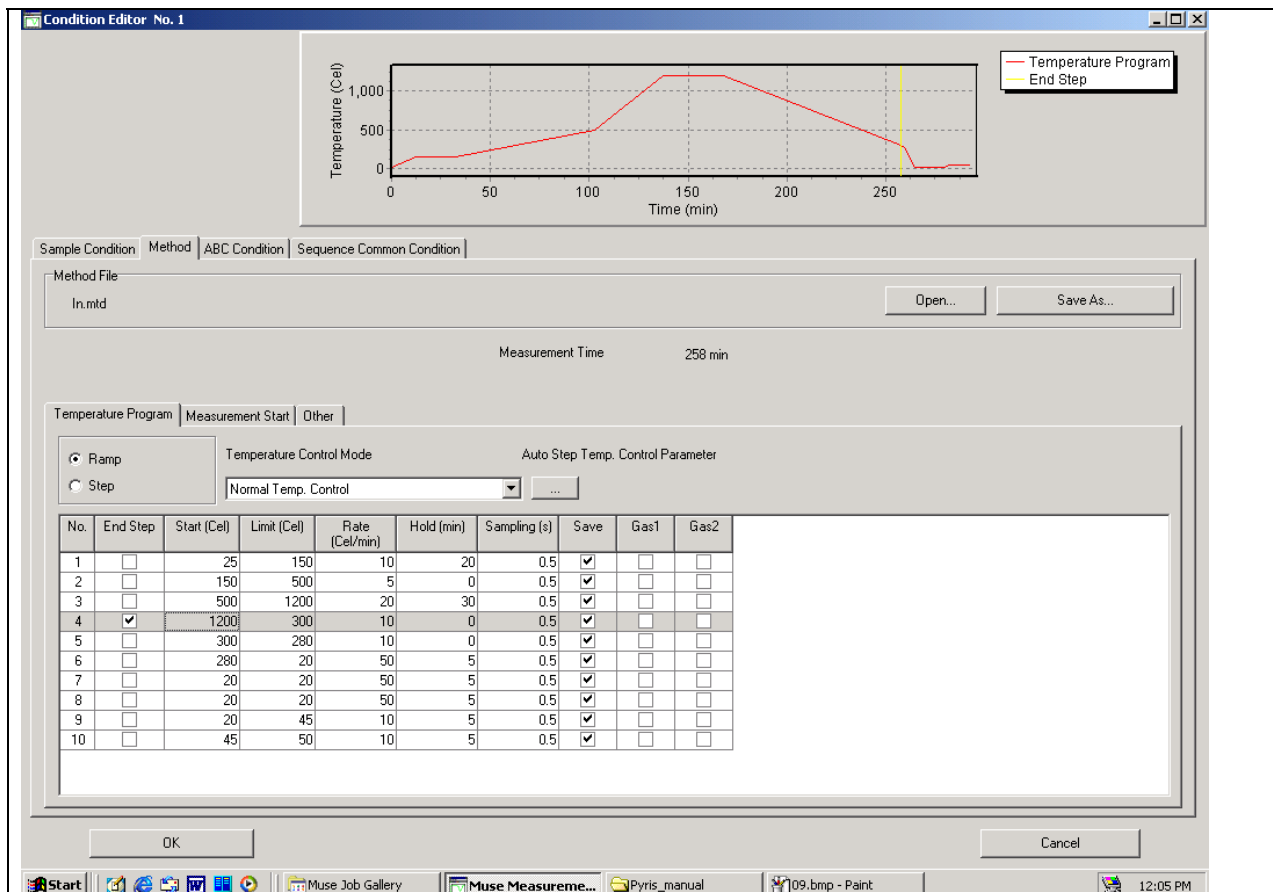 Condition Editor No. 1
Temperature (Cel)
1,000
500
0
0 50 100 150 200 250
Time (min)
Temperature Program
End Step
Sample Condition Method ABC Condition Sequence Common Condition
Method File
In.mtd
Open... Save As...
Measurement Time 258 min
Temperature Program Measurement Start Other
Ramp
Step
Temperature Control Mode Auto Step Temp. Control Parameter
Normal Temp. Control ...
No. End Step Start (Cel) Limit (Cel) Rate (Cel/min) Hold (min) Sampling (s) Save Gas1 Gas2
1 25 150 10 20 0.5
2 150 500 5 0 0.5
3 500 1200 20 30 0.5
4 1200 300 10 0 0.5
5 300 280 10 0 0.5
6 280 20 50 5 0.5
7 20 20 50 5 0.5
8 20 20 50 5 0.5
9 20 45 10 5 0.5
10 45 50 10 5 0.5
OK Cancel
Start Muse Job Gallery Muse Measureme... Pyris_manual 09.bmp - Paint 12:05 PM